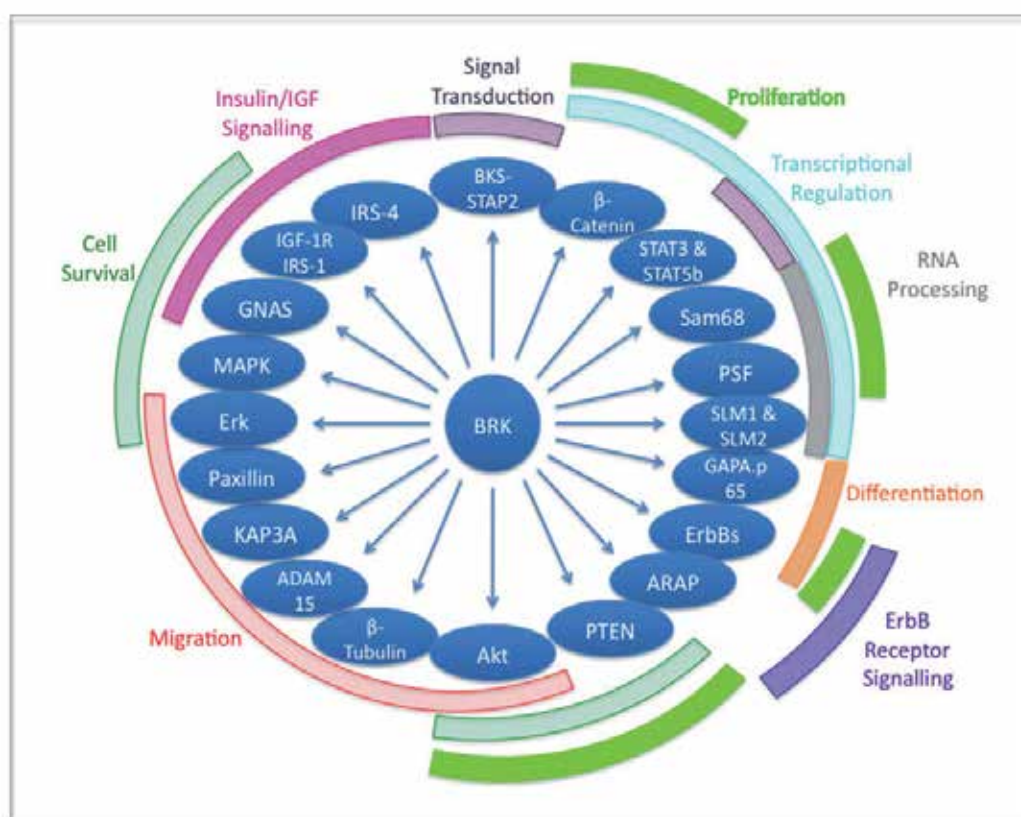 Signal
Transduction
Proliferation
Insulin/IGF
Signalling
Transcriptional
Regulation
Cell
Survival
RNA
Processing
Differentiation
ErbB
Receptor
Signalling
Migration
BKS-
STAP2
β-
Catenin
STAT3 &
STAT5b
Sam68
PSF
SLM1 &
SLM2
GAPA.p
65
ErbBs
ARAP
PTEN
Akt
β-
Tubulin
ADAM
15
KAP3A
Paxillin
Erk
MAPK
GNAS
IGF-1R
IRS-1
IRS-4
BRK